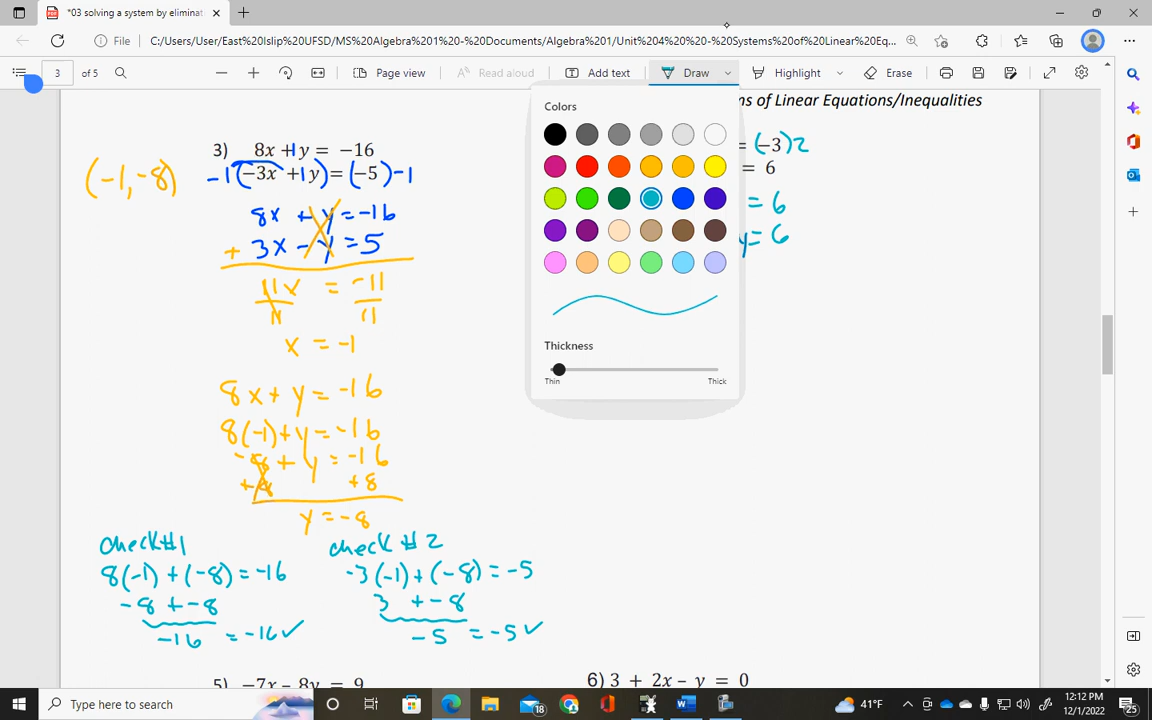 *03 solving a system by eliminat
File C:/Users/User/East%20Islip%20UFSD/MS%20Algebra%201%20-%20Documents/Algebra%201/Unit%204%20%20-%20Systems%20of%20Linear%20Eq...
3 of 5 Page view Read aloud Add text Draw Highlight Erase
ms of Linear Equations/Inequalities
Colors
Thickness
Thin Thick
3) 8x + 1y = -16
-1(-3x + 1y) = (-5)-1
(-1, -8)
8x + y = -16
+ 3x - y = 5
11x = -11
11 11
x = -1
8x + y = -16
8(-1) + y = -16
-8 + y = -16
+8 +8
y = -8
check #1
8(-1) + (-8) = -16
-8 + -8
-16 = -16 ✓
check #2
-3(-1) + (-8) = -5
3 + -8
-5 = -5 ✓
= (-3)2
= 6
= 6
y = 6
5) -7x - 8y = 9
6) 3 + 2x - y = 0
Type here to search
18
41°F
12:12 PM
12/1/2022
25